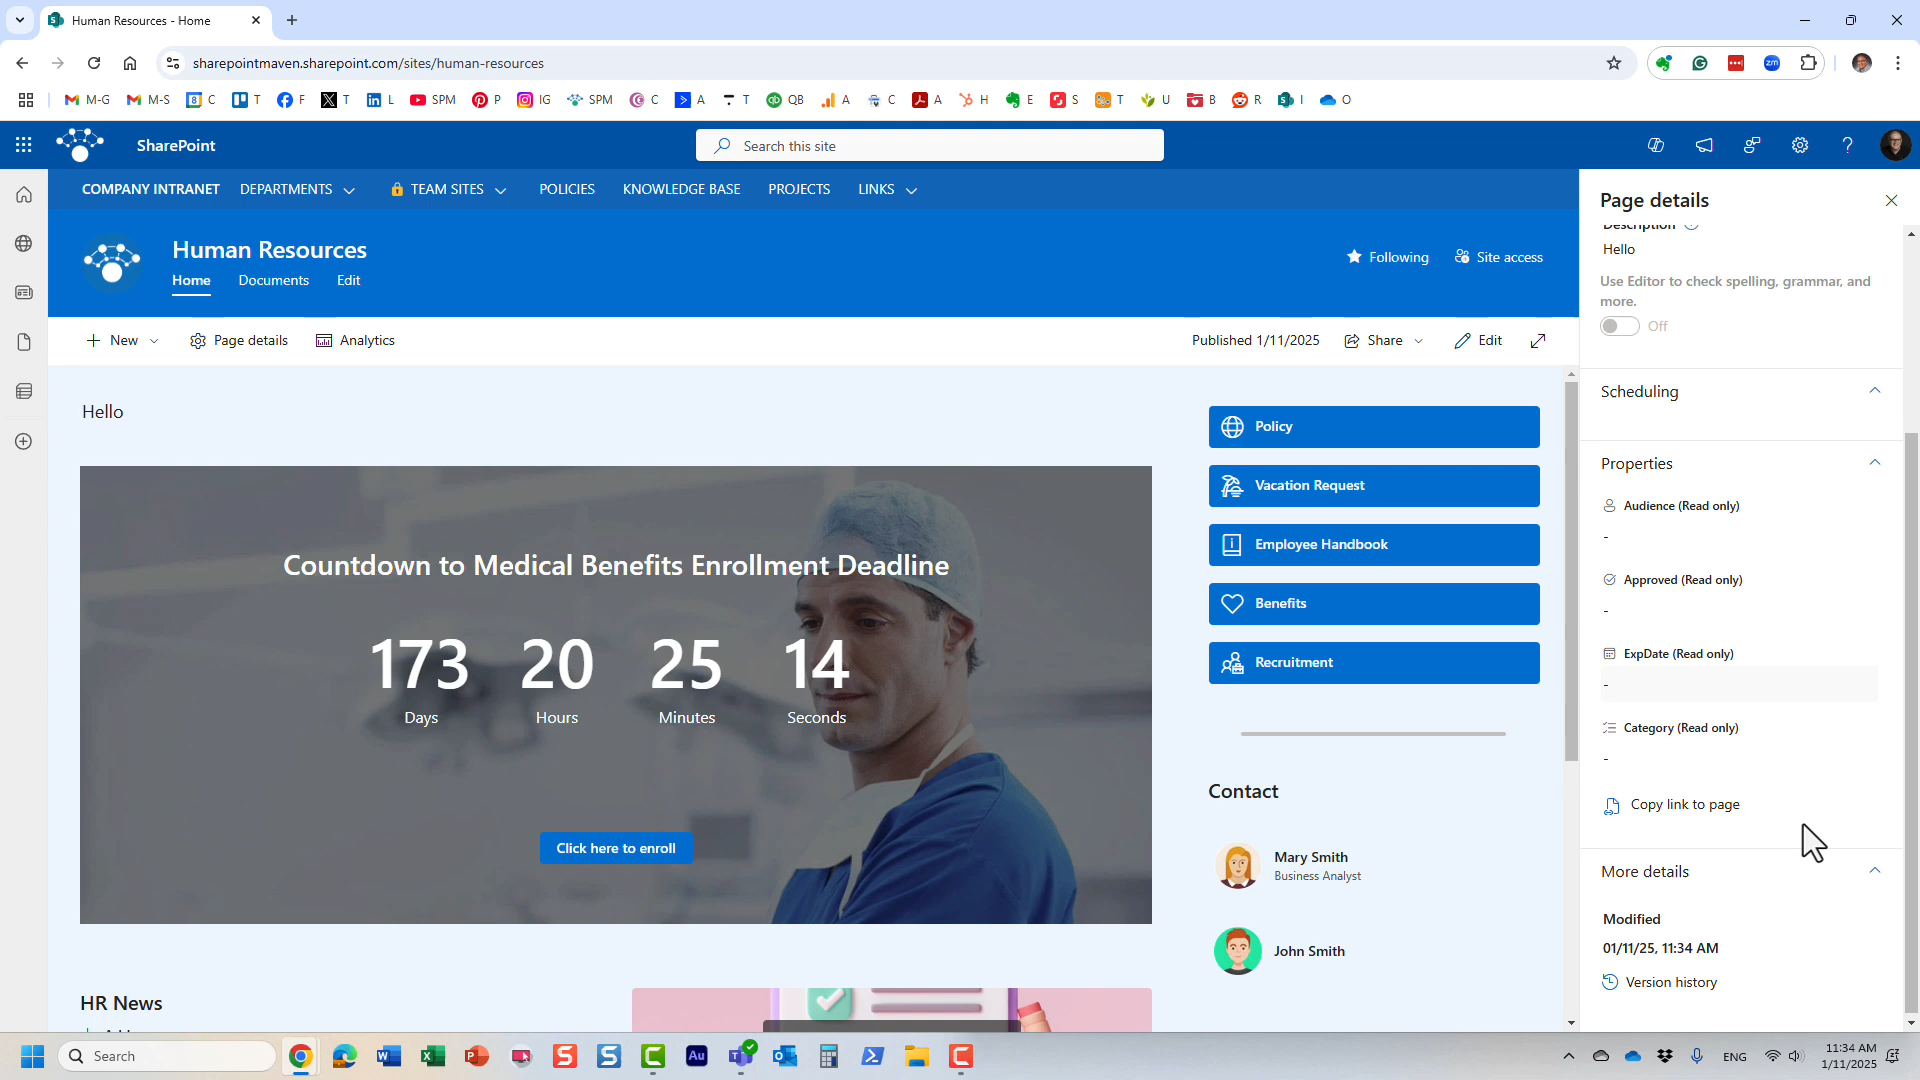 Human Resources - Home
sharepointmaven.sharepoint.com/sites/human-resources
M-G M-S C T F T L SPM P IG SPM C A T QB A C A H E S T U B R I O
SharePoint
Search this site
COMPANY INTRANET DEPARTMENTS TEAM SITES POLICIES KNOWLEDGE BASE PROJECTS LINKS
Human Resources
Home Documents Edit
Following Site access
New Page details Analytics
Published 1/11/2025 Share Edit
Hello
Countdown to Medical Benefits Enrollment Deadline
173 20 25 14
Days Hours Minutes Seconds
Click here to enroll
HR News
Policy
Vacation Request
Employee Handbook
Benefits
Recruitment
Contact
Mary Smith
Business Analyst
John Smith
Page details
Description
Hello
Use Editor to check spelling, grammar, and
more.
Off
Scheduling
Properties
Audience (Read only)
-
Approved (Read only)
-
ExpDate (Read only)
-
Category (Read only)
-
Copy link to page
More details
Modified
01/11/25, 11:34 AM
Version history
Search
ENG
11:34 AM
1/11/2025